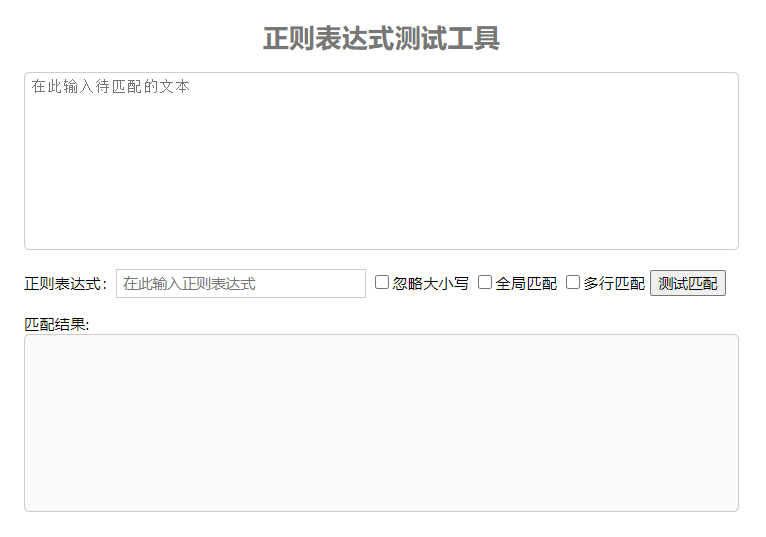 正则表达式测试工具
在此输入待匹配的文本
正则表达式： 在此输入正则表达式 忽略大小写 全局匹配 多行匹配 测试匹配
匹配结果: